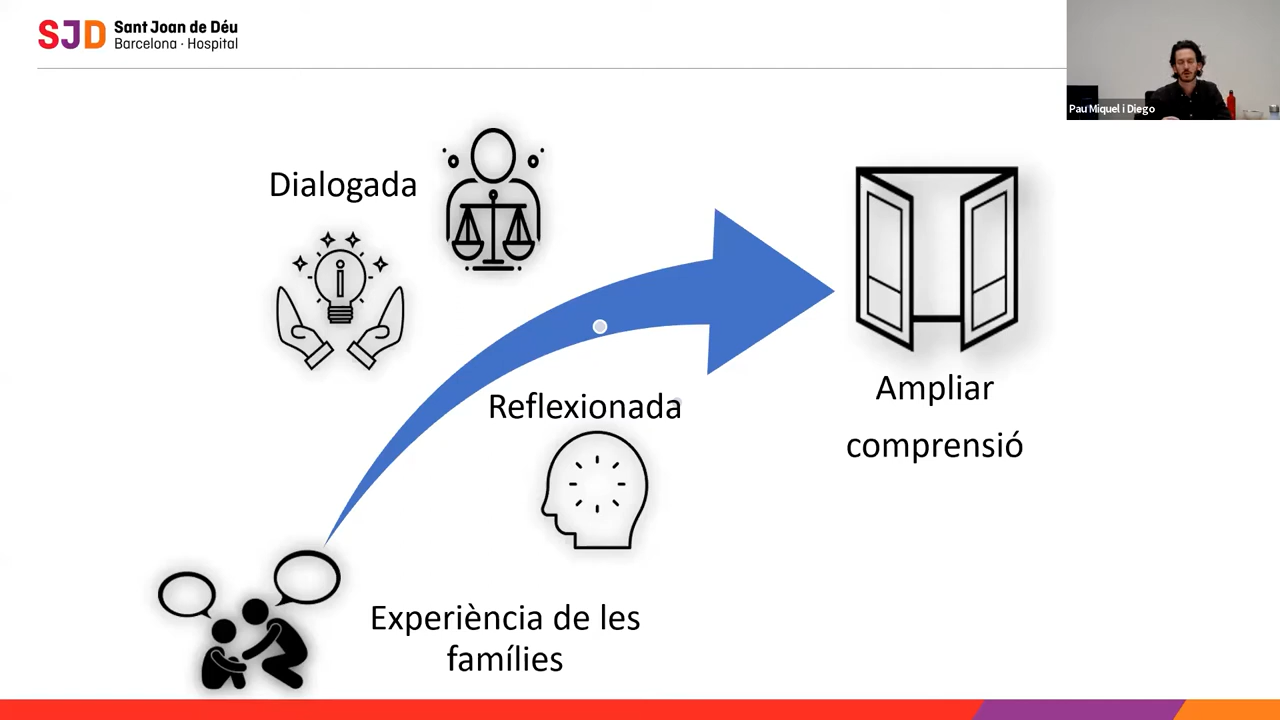 SJD
Sant Joan de Déu
Barcelona · Hospital
Pau Miquel i Diego
Dialogada
i
Reflexionada
Ampliar
comprensió
Experiència de les
famílies